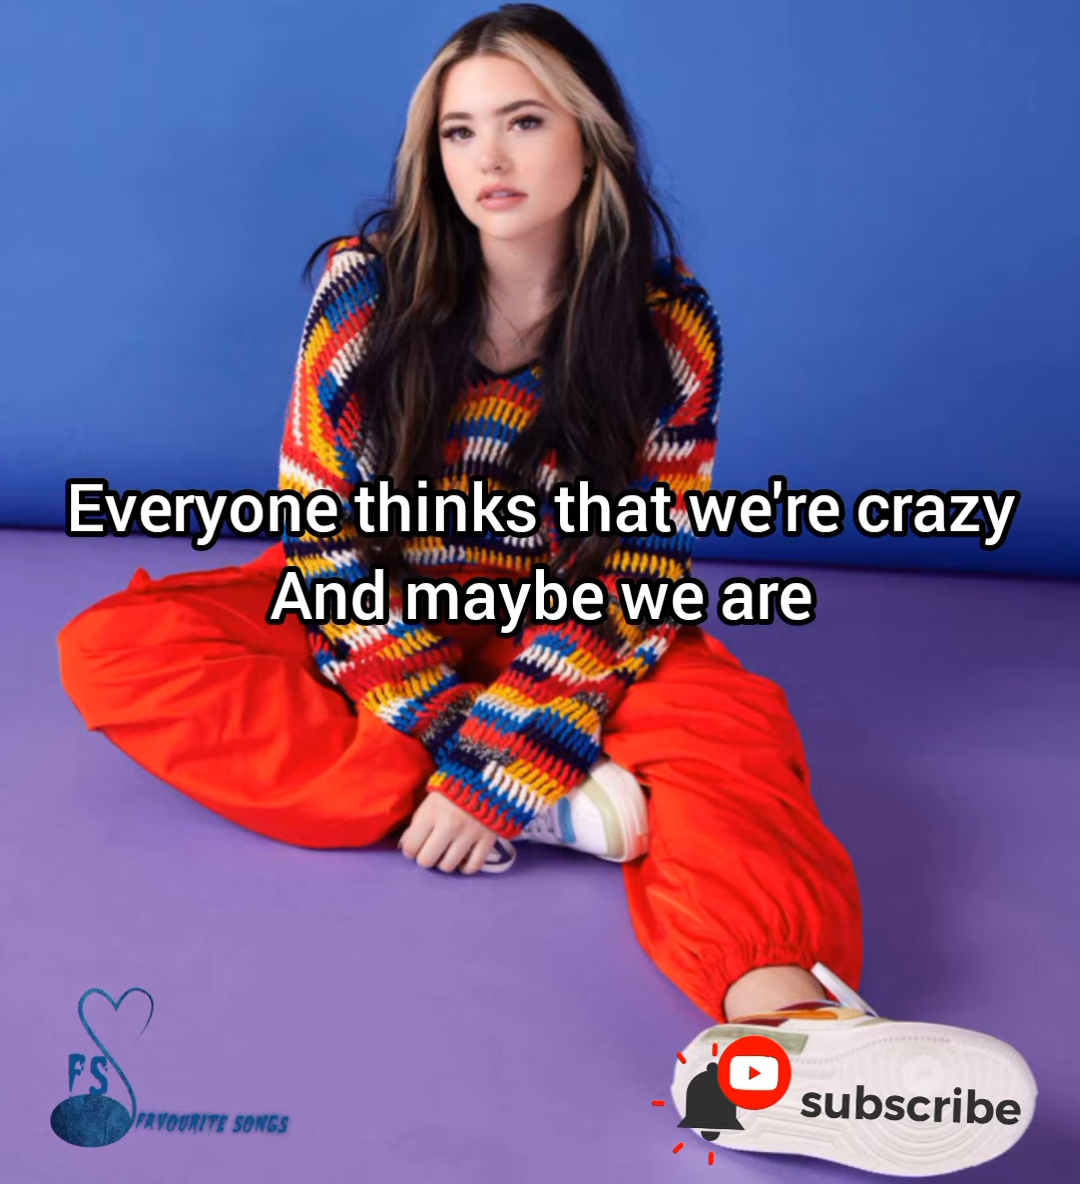 Everyone thinks that we're crazy
And maybe we are
FS
FAVOURITE SONGS
subscribe